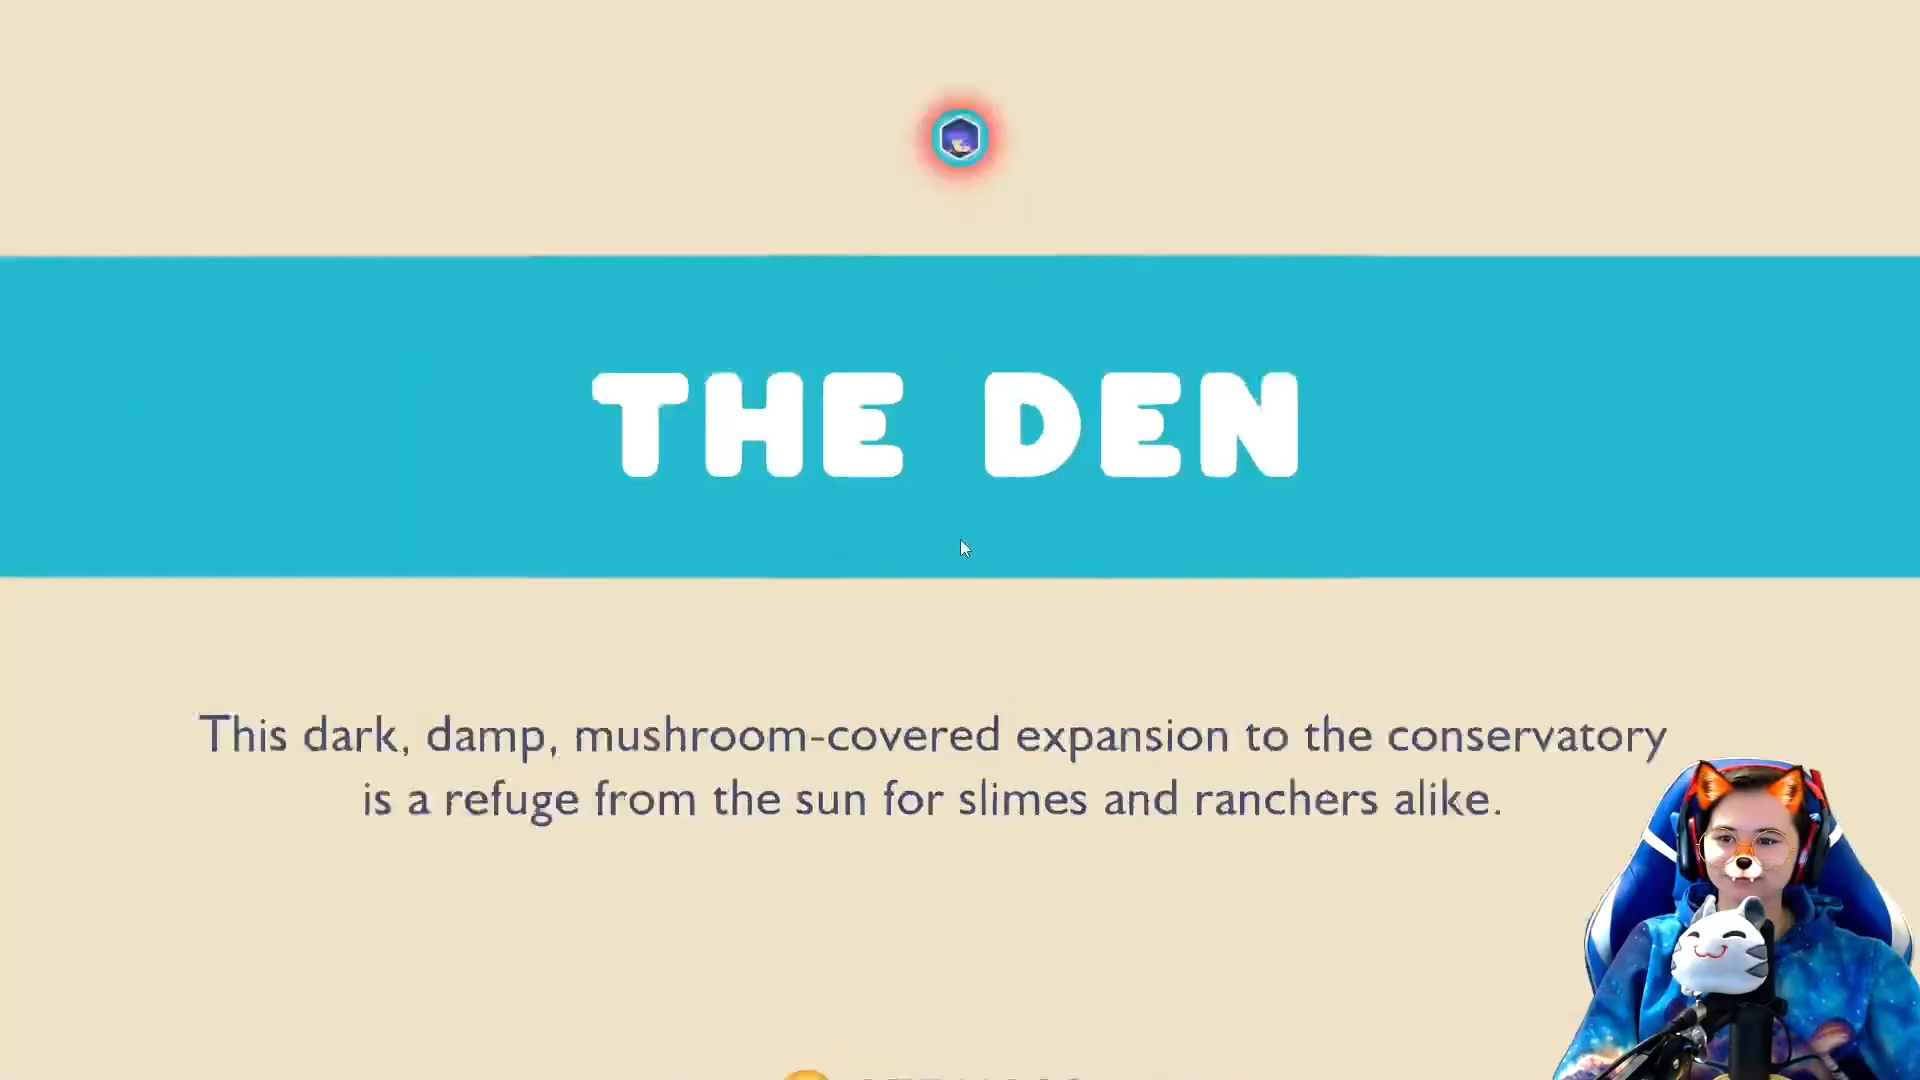 THE DEN
This dark, damp, mushroom-covered expansion to the conservatory
is a refuge from the sun for slimes and ranchers alike.